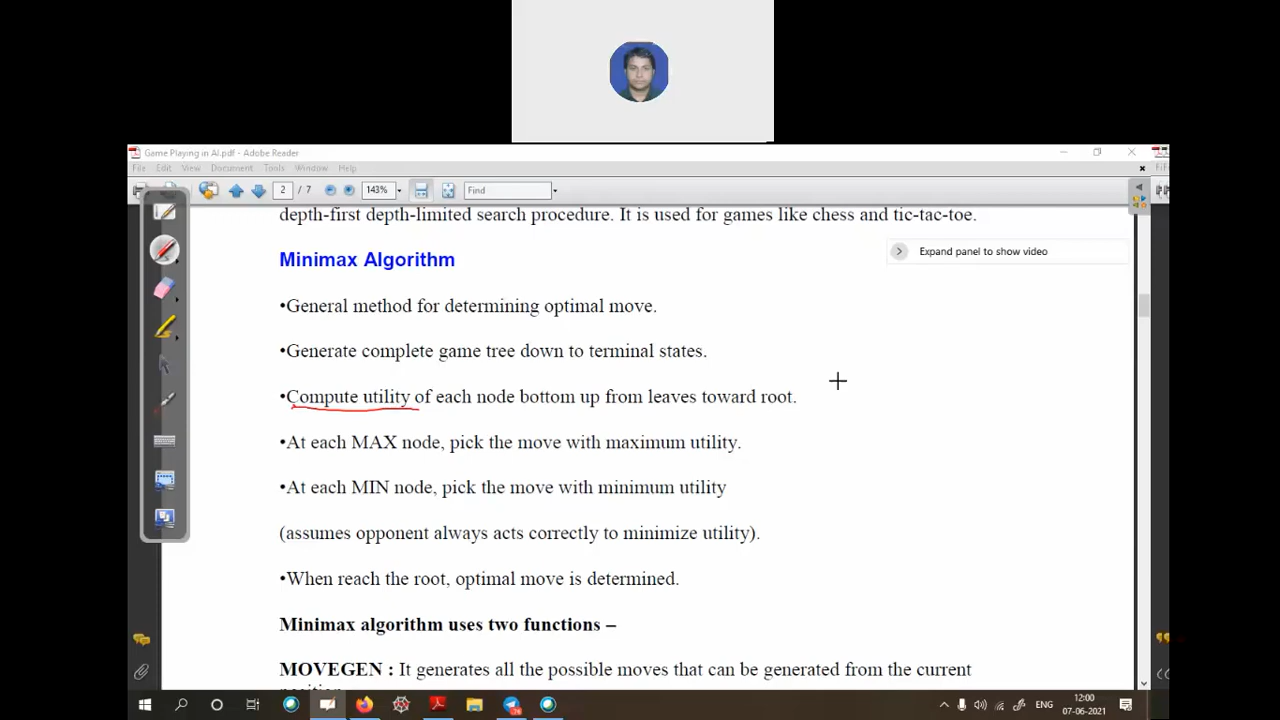 Game Playing in AI.pdf - Adobe Reader
File Edit View Document Tools Window Help
2 / 7 143% Find
depth-first depth-limited search procedure. It is used for games like chess and tic-tac-toe.
Expand panel to show video
Minimax Algorithm
•General method for determining optimal move.
•Generate complete game tree down to terminal states.
•Compute utility of each node bottom up from leaves toward root.
•At each MAX node, pick the move with maximum utility.
•At each MIN node, pick the move with minimum utility
(assumes opponent always acts correctly to minimize utility).
•When reach the root, optimal move is determined.
Minimax algorithm uses two functions –
MOVEGEN : It generates all the possible moves that can be generated from the current
ENG
12:00
07-06-2021